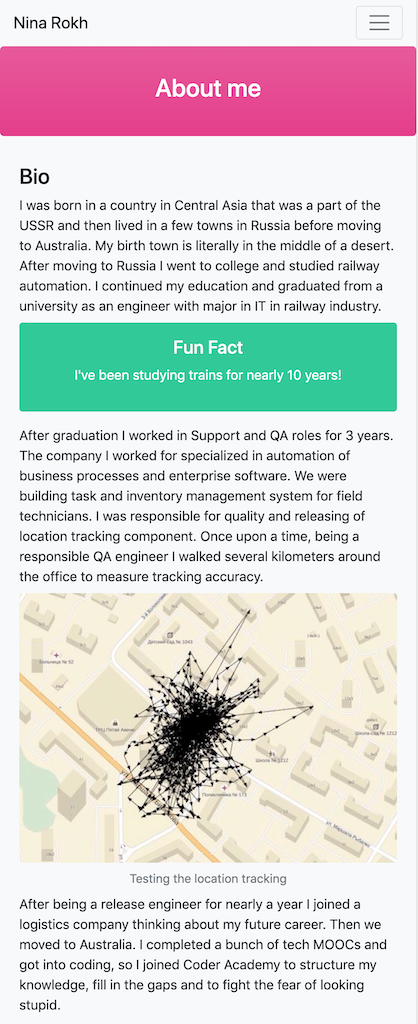 Nina Rokh
About me
Bio
I was born in a country in Central Asia that was a part of the
USSR and then lived in a few towns in Russia before moving
to Australia. My birth town is literally in the middle of a desert.
After moving to Russia I went to college and studied railway
automation. I continued my education and graduated from a
university as an engineer with major in IT in railway industry.
Fun Fact
I've been studying trains for nearly 10 years!
After graduation I worked in Support and QA roles for 3 years.
The company I worked for specialized in automation of
business processes and enterprise software. We were
building task and inventory management system for field
technicians. I was responsible for quality and releasing of
location tracking component. Once upon a time, being a
responsible QA engineer I walked several kilometers around
the office to measure tracking accuracy.
Детский сад № 1043
Больница № 52
Школа № 1212
Поликлиника № 173
ул. Маршала
Testing the location tracking
After being a release engineer for nearly a year I joined a
logistics company thinking about my future career. Then we
moved to Australia. I completed a bunch of tech MOOCs and
got into coding, so I joined Coder Academy to structure my
knowledge, fill in the gaps and to fight the fear of looking
stupid.